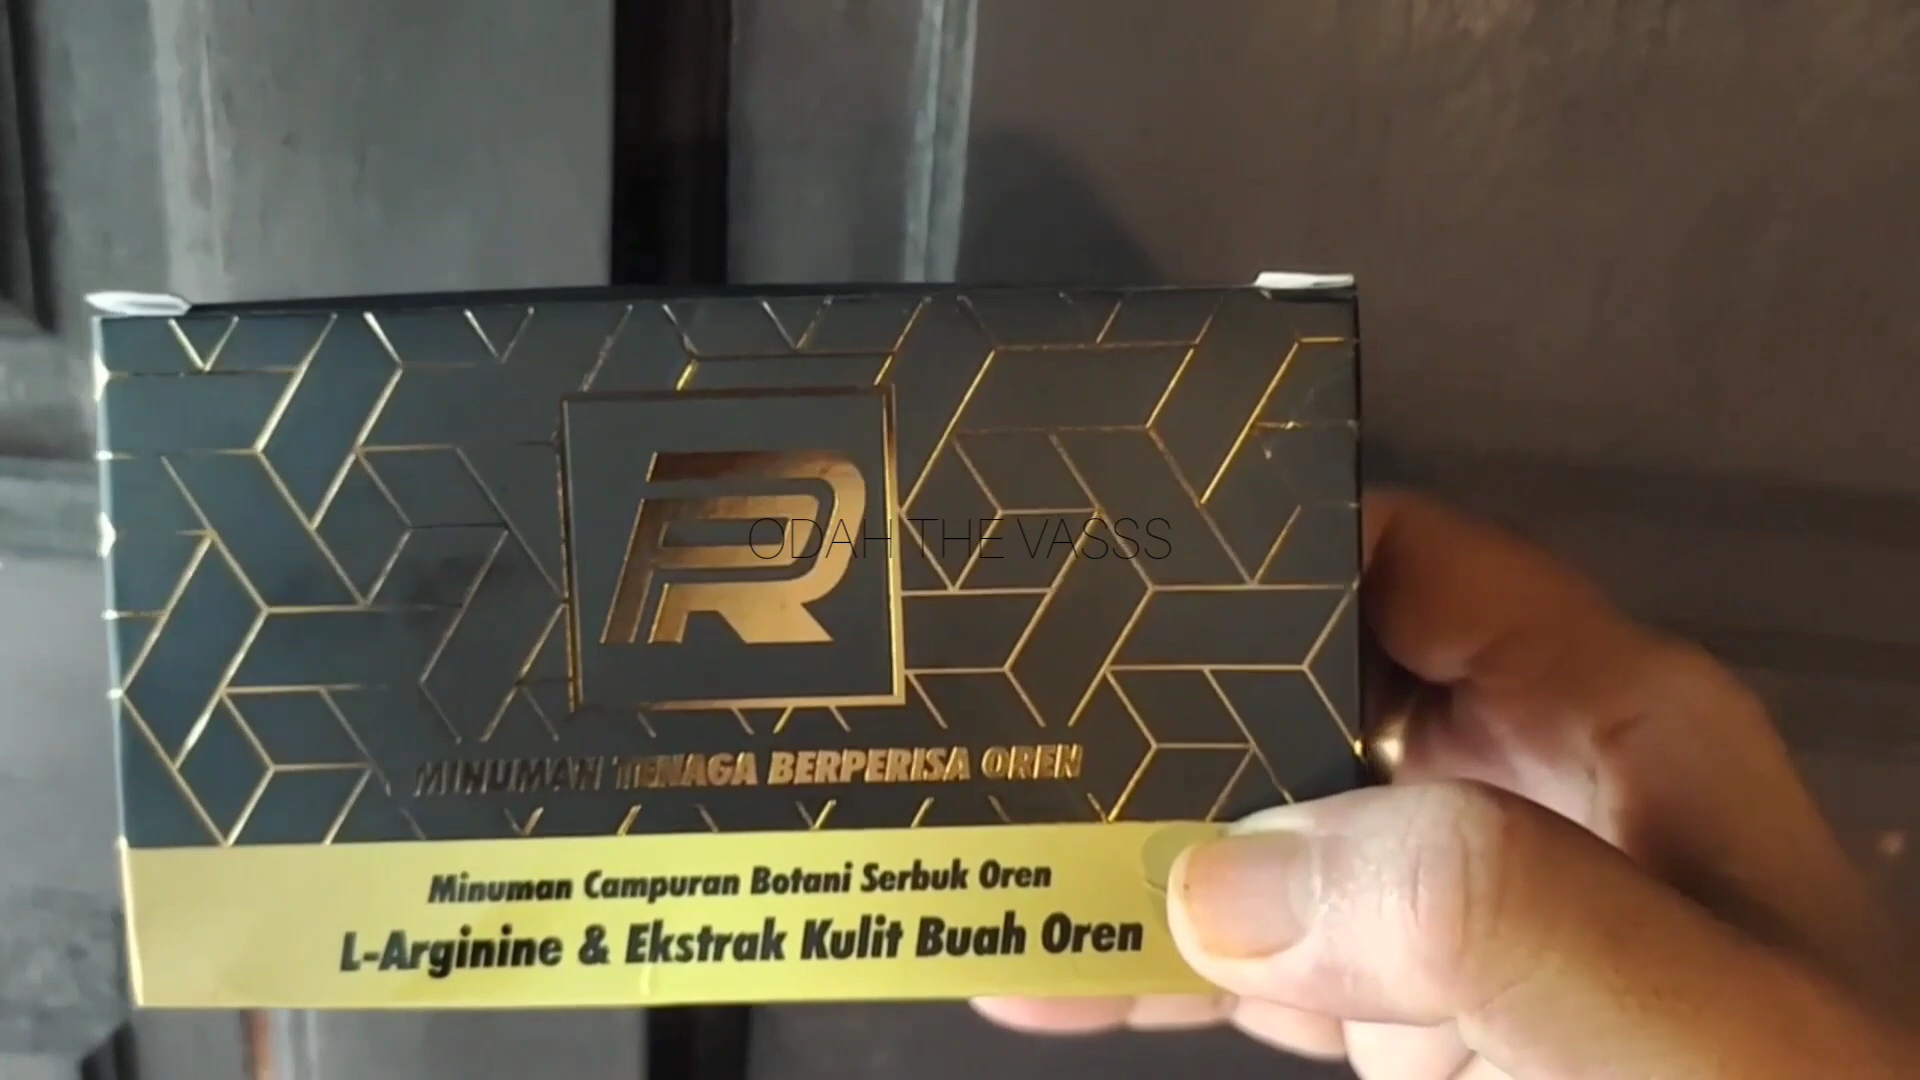 R
ODAH THE VASSS
MINUMAN TENAGA BERPERISA OREN
Minuman Campuran Botani Serbuk Oren
L-Arginine & Ekstrak Kulit Buah Oren